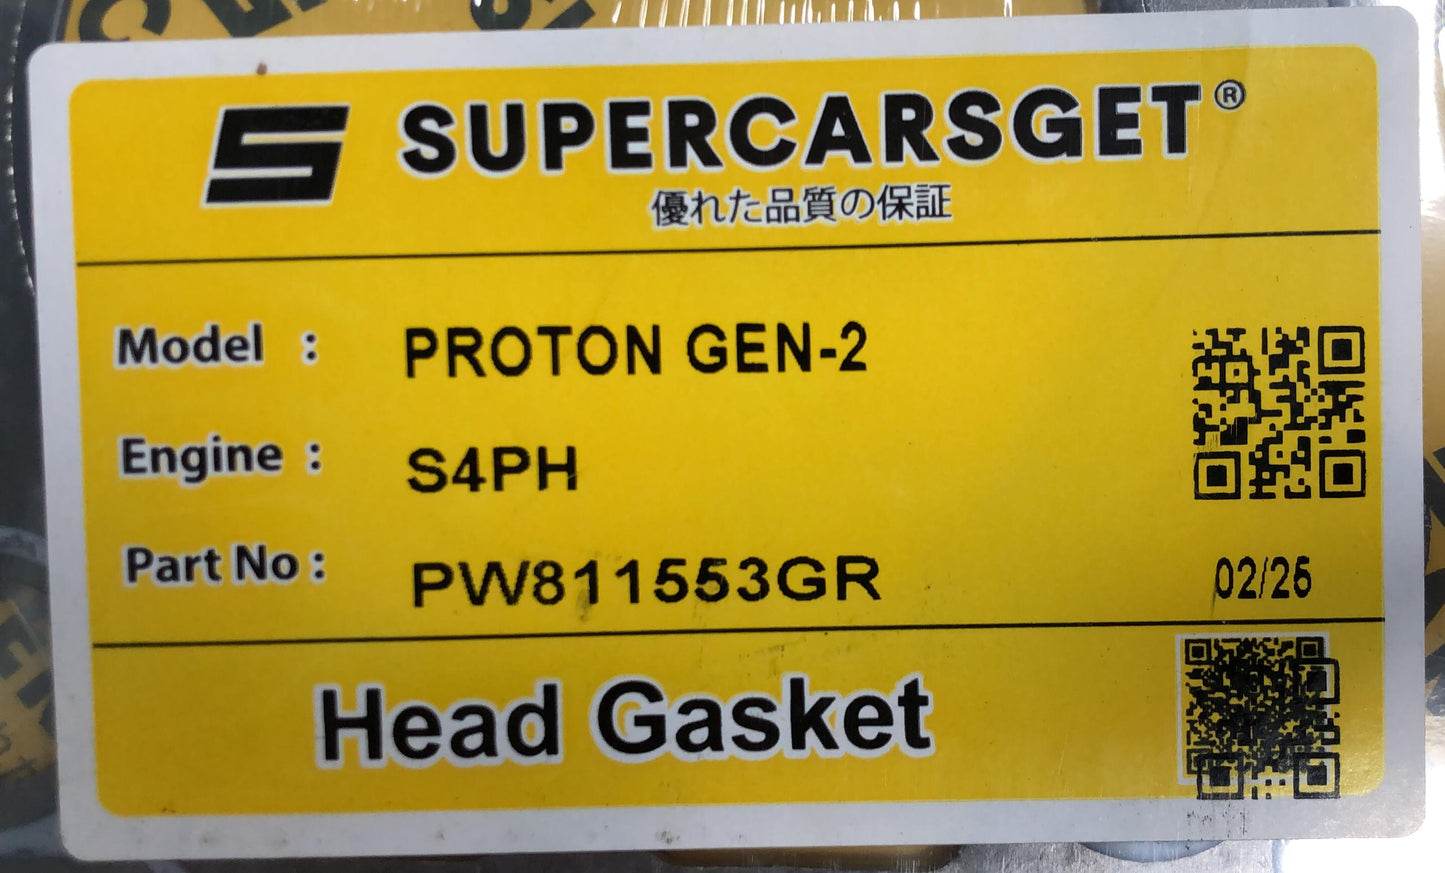 SUPERCARSGET®
優れた品質の保証
Model : PROTON GEN-2
Engine : S4PH
Part No : PW811553GR
02/26
Head Gasket